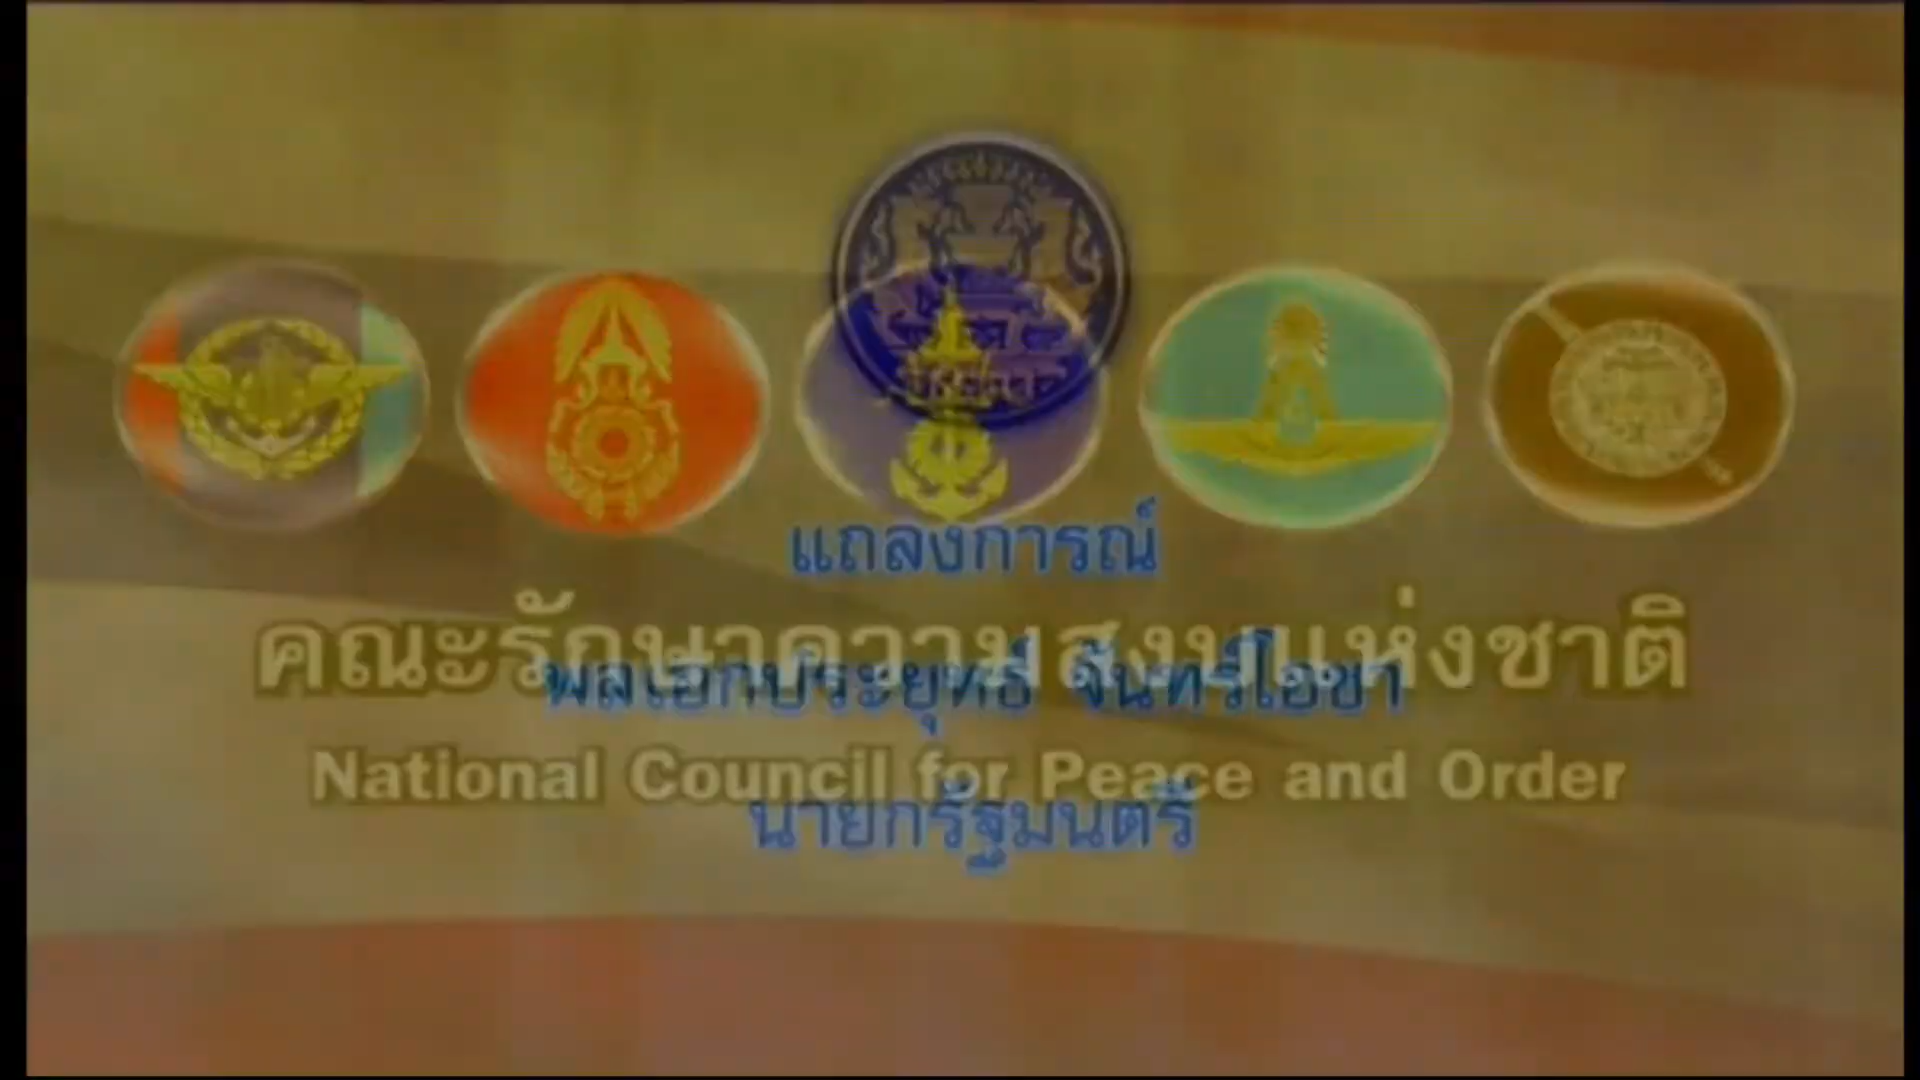 แถลงการณ์
คณะรักษาความสงบแห่งชาติ
พลเอกประยุทธ์ จันทร์โอชา
National Council for Peace and Order
นายกรัฐมนตรี